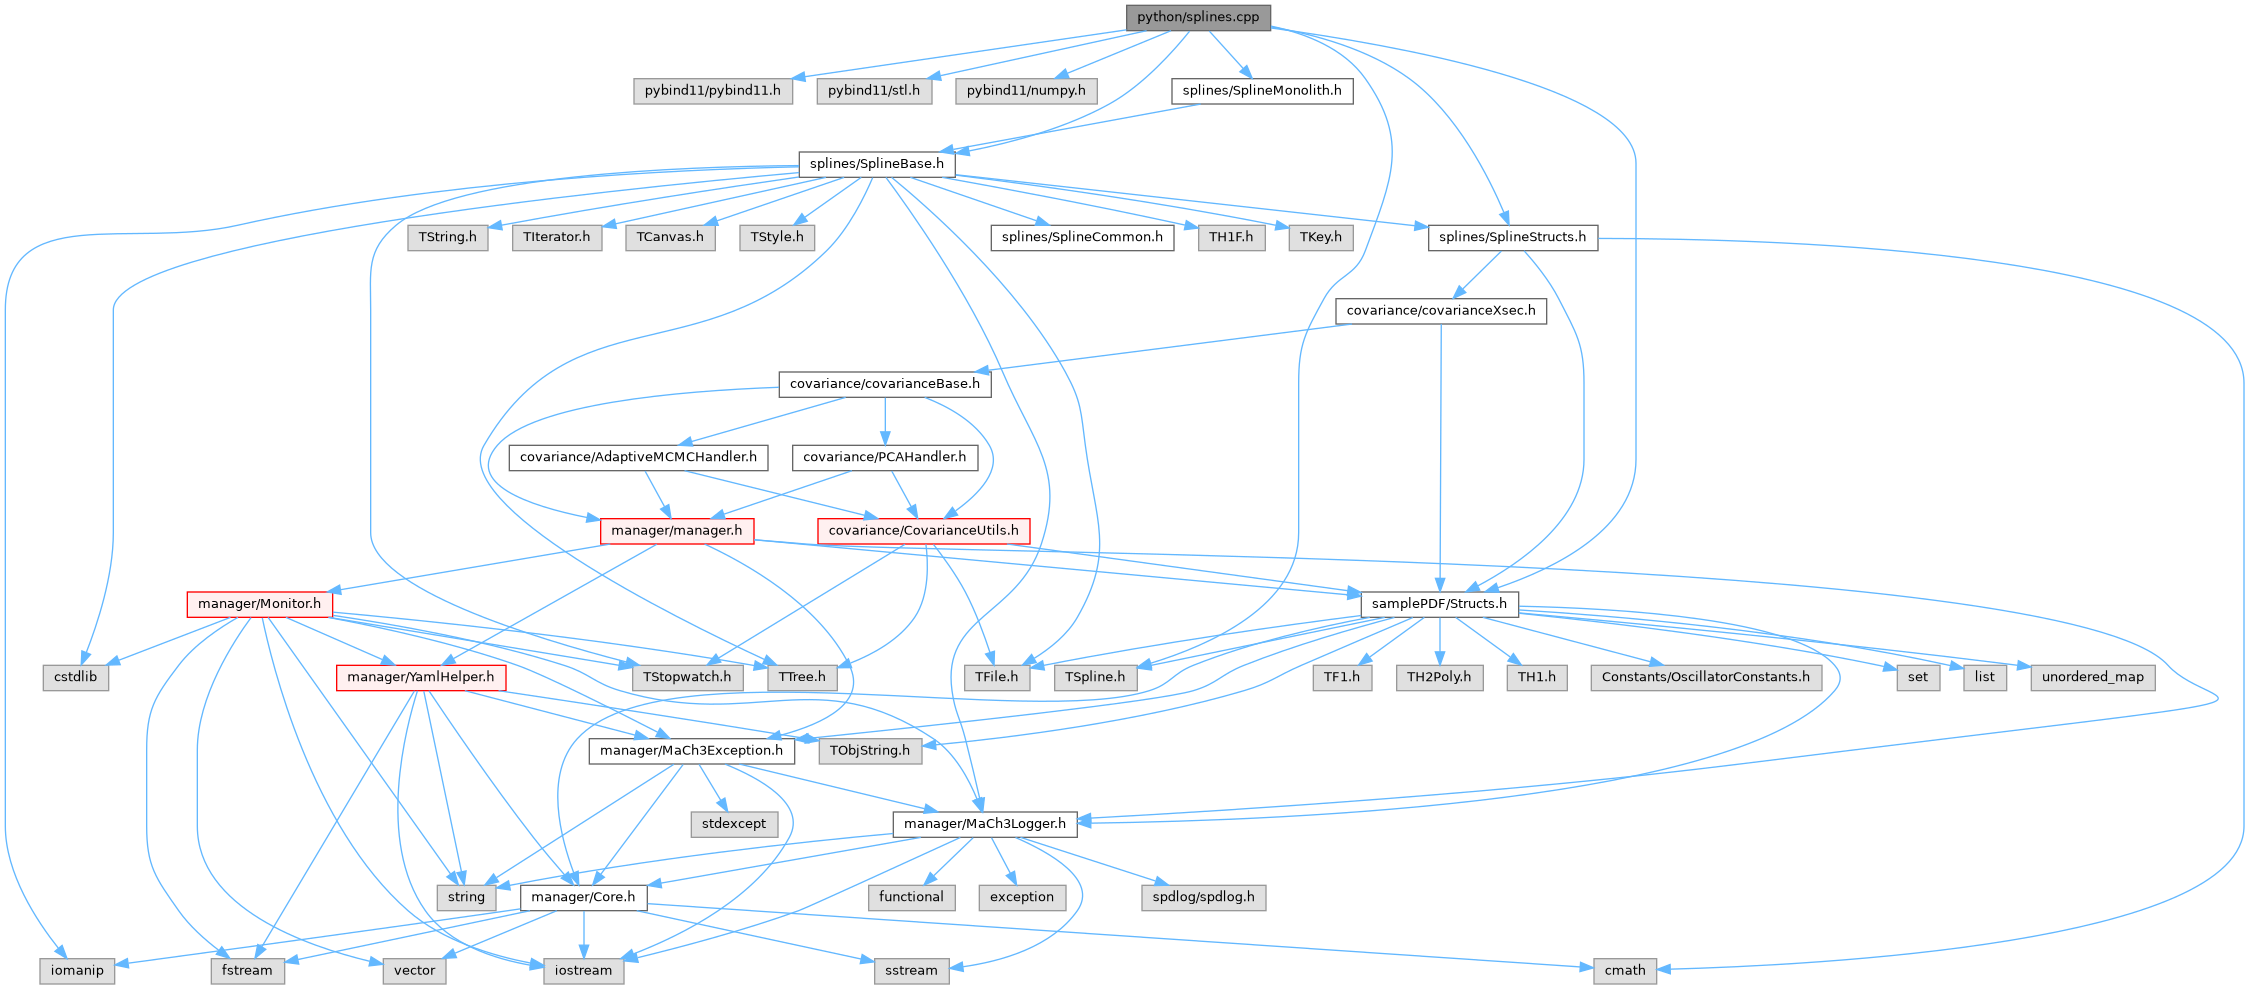 python/splines.cpp
pybind11/pybind11.h
pybind11/stl.h
pybind11/numpy.h
splines/SplineMonolith.h
splines/SplineBase.h
TString.h
TIterator.h
TCanvas.h
TStyle.h
splines/SplineCommon.h
TH1F.h
TKey.h
splines/SplineStructs.h
covariance/covarianceXsec.h
covariance/covarianceBase.h
covariance/AdaptiveMCMCHandler.h
covariance/PCAHandler.h
manager/manager.h
covariance/CovarianceUtils.h
manager/Monitor.h
samplePDF/Structs.h
cstdlib
manager/YamlHelper.h
TStopwatch.h
TTree.h
TFile.h
TSpline.h
TF1.h
TH2Poly.h
TH1.h
Constants/OscillatorConstants.h
set
list
unordered_map
manager/MaCh3Exception.h
TObjString.h
stdexcept
manager/MaCh3Logger.h
string
manager/Core.h
functional
exception
spdlog/spdlog.h
iomanip
fstream
vector
iostream
sstream
cmath